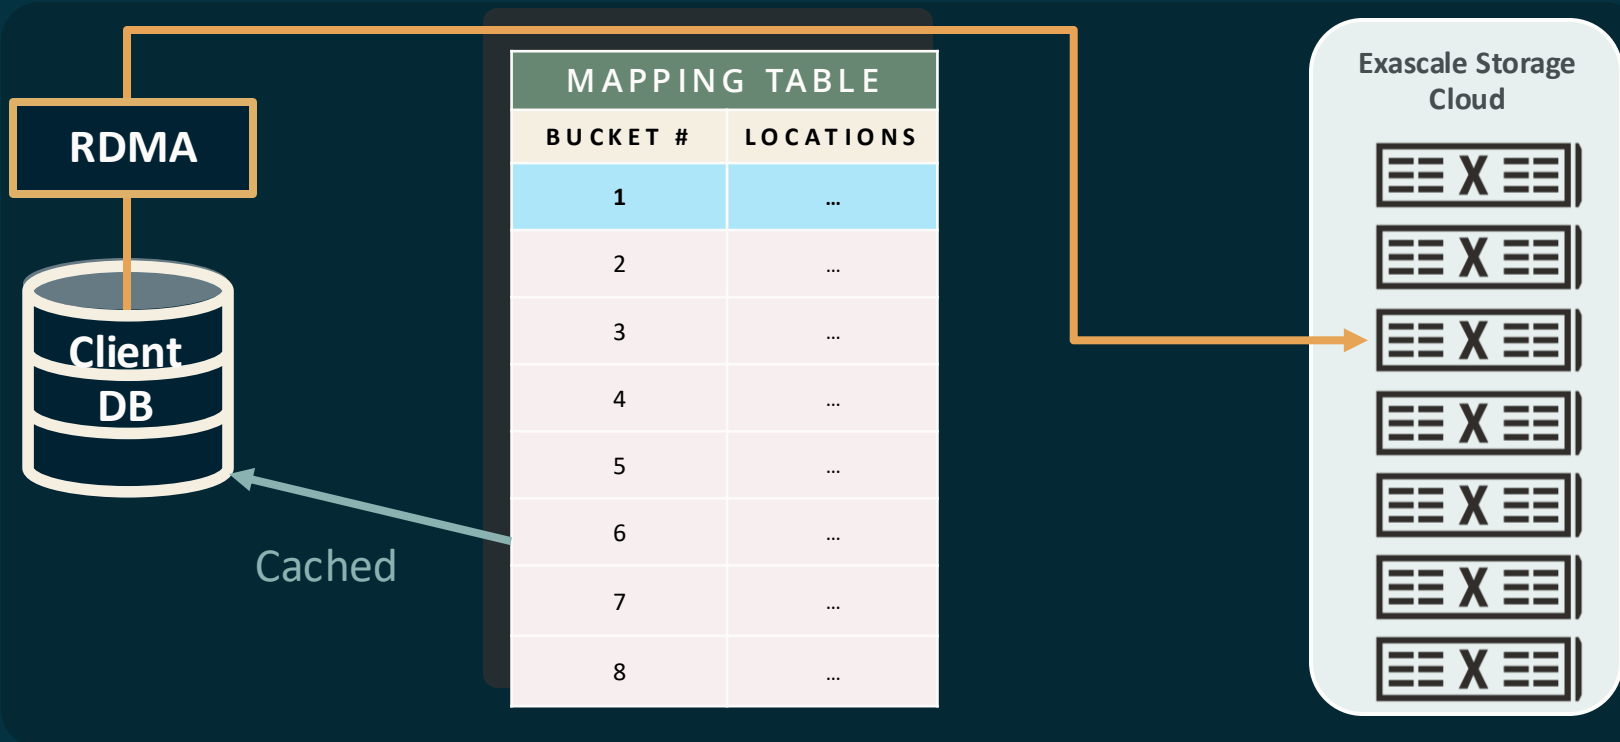 RDMA
Client
DB
Cached
MAPPING TABLE
BUCKET # LOCATIONS
1 ...
2 ...
3 ...
4 ...
5 ...
6 ...
7 ...
8 ...
Exascale Storage
Cloud
X
X
X
X
X
X
X